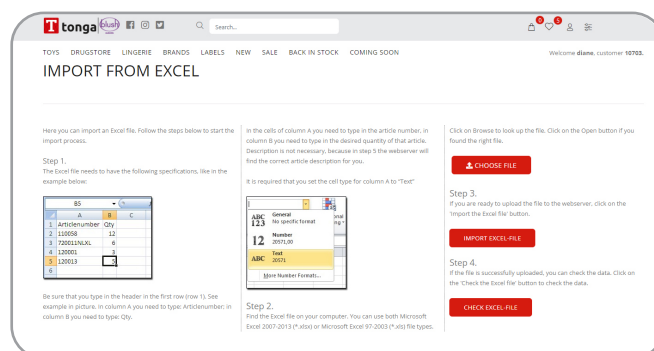 tonga
blush
Search...
0
5
TOYS DRUGSTORE LINGERIE BRANDS LABELS NEW SALE BACK IN STOCK COMING SOON
Welcome diane, customer 10703.
IMPORT FROM EXCEL
Here you can import an Excel file. Follow the steps below to start the
import process.
Step 1.
The Excel file needs to have the following specifications, like in the
example below:
B5
A B C
1 Articlenumber Qty
2 110058 12
3 720011NLXL 6
4 120001 3
5 120013 5
6
Be sure that you type in the header in the first row (row 1). See
example in picture. In column A you need to type: Articlenumber; in
column B you need to type: Qty.
In the cells of column A you need to type in the article number, in
column B you need to type in the desired quantity of that article.
Description is not necessary, because in step 5 the webserver will
find the correct article description for you.
It is required that you set the cell type for column A to "Text"
ABC
123
General
No specific format
12
Number
20571,00
ABC
Text
20571
More Number Formats...
Step 2.
Find the Excel file on your computer. You can use both Microsoft
Excel 2007-2013 (*.xlsx) or Microsoft Excel 97-2003 (*.xls) file types.
Click on Browse to look up the file. Click on the Open button if you
found the right file.
CHOOSE FILE
Step 3.
If you are ready to upload the file to the webserver, click on the
'Import the Excel file' button.
IMPORT EXCEL-FILE
Step 4.
If the file is successfully uploaded, you can check the data. Click on
the 'Check the Excel file' button to check the data.
CHECK EXCEL-FILE